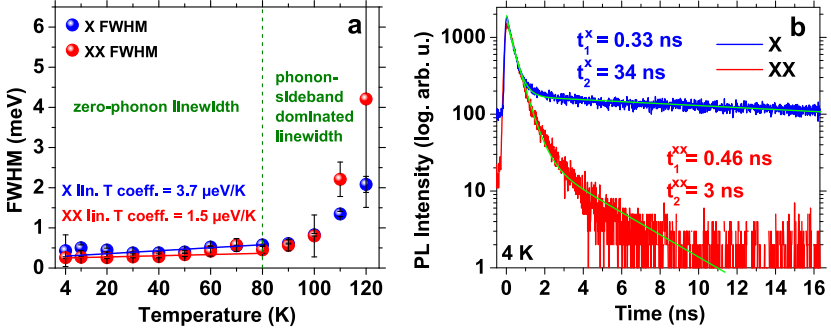 a
X FWHM
XX FWHM
zero-phonon linewidth
phonon-
sideband
dominated
linewidth
X lin. T coeff. = 3.7 µeV/K
XX lin. T coeff. = 1.5 µeV/K
FWHM (meV)
6
5
4
3
2
1
0
4 20 40 60 80 100 120
Temperature (K)
b
X
XX
t₁ˣ = 0.33 ns
t₂ˣ = 34 ns
t₁ˣˣ = 0.46 ns
t₂ˣˣ = 3 ns
4 K
PL Intensity (log. arb. u.)
1000
100
10
1
0 2 4 6 8 10 12 14 16
Time (ns)